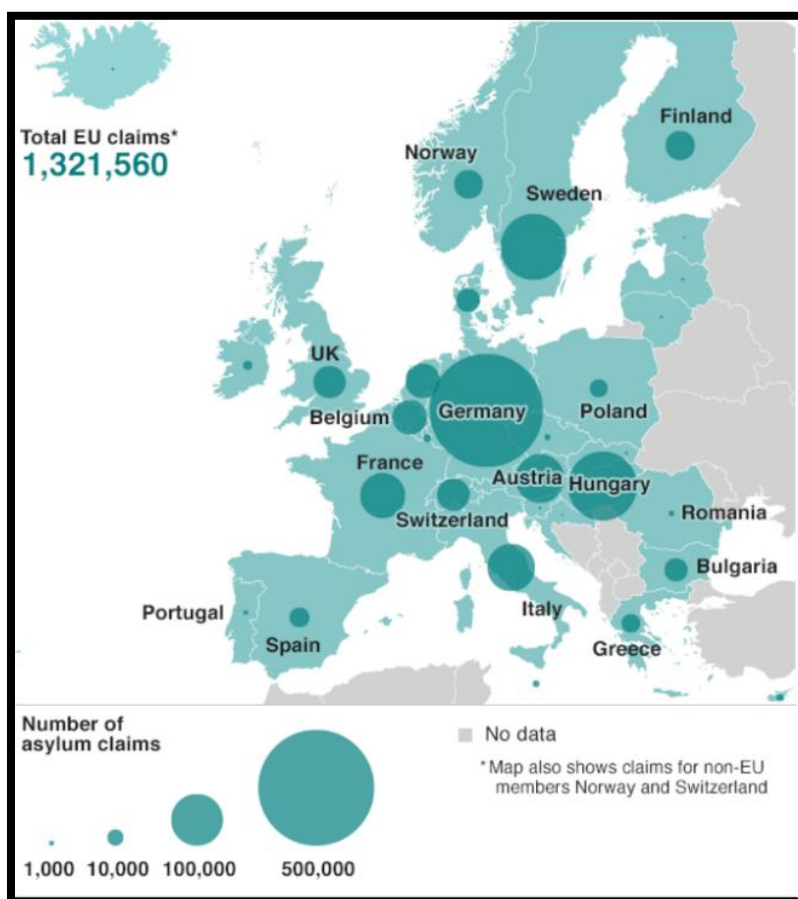 Total EU claims*
1,321,560
Finland
Norway
Sweden
UK
Belgium
Germany
Poland
France
Austria
Hungary
Switzerland
Romania
Bulgaria
Portugal
Italy
Spain
Greece
Number of
asylum claims
1,000
10,000
100,000
500,000
No data
* Map also shows claims for non-EU
members Norway and Switzerland